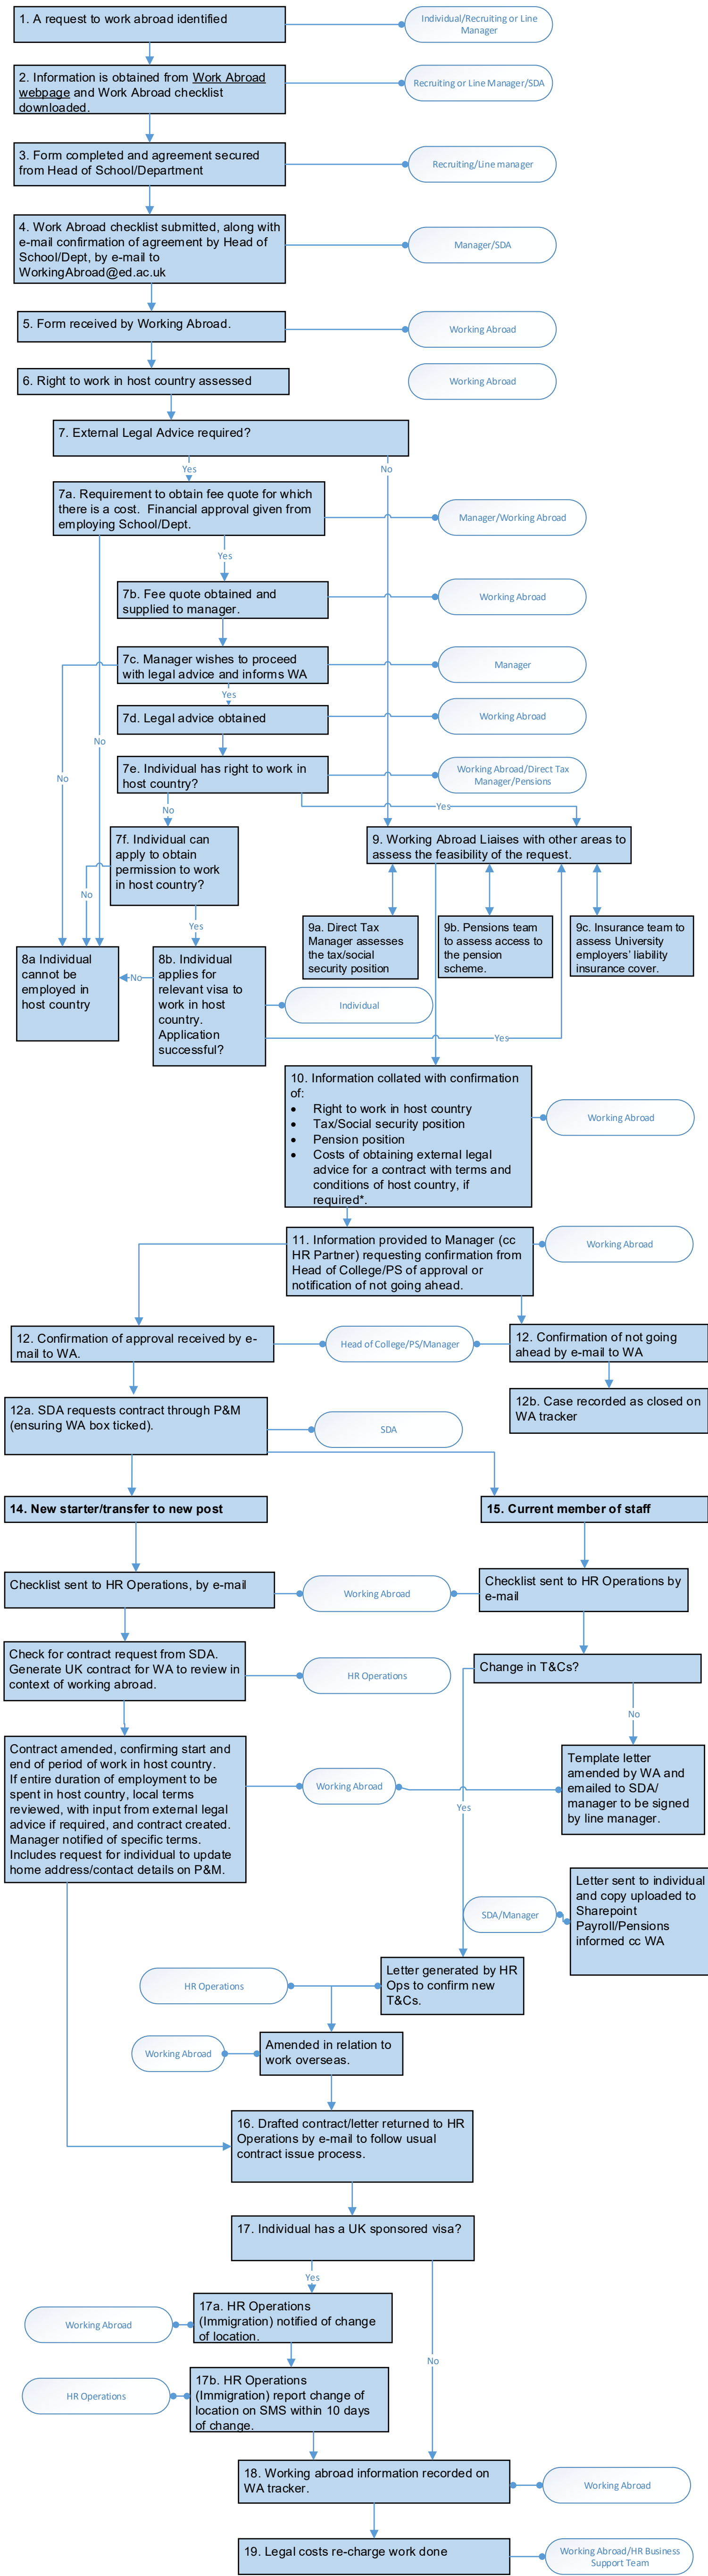 1. A request to work abroad identified
Individual/Recruiting or Line
Manager
2. Information is obtained from Work Abroad
webpage and Work Abroad checklist
downloaded.
Recruiting or Line Manager/SDA
3. Form completed and agreement secured
from Head of School/Department
Recruiting/Line manager
4. Work Abroad checklist submitted, along with
e-mail confirmation of agreement by Head of
School/Dept, by e-mail to
WorkingAbroad@ed.ac.uk
Manager/SDA
5. Form received by Working Abroad.
Working Abroad
6. Right to work in host country assessed
Working Abroad
7. External Legal Advice required?
Yes
No
7a. Requirement to obtain fee quote for which
there is a cost. Financial approval given from
employing School/Dept.
Manager/Working Abroad
Yes
7b. Fee quote obtained and
supplied to manager.
Working Abroad
7c. Manager wishes to proceed
with legal advice and informs WA
Manager
Yes
7d. Legal advice obtained
Working Abroad
No
7e. Individual has right to work in
host country?
Working Abroad/Direct Tax
Manager/Pensions
No
Yes
No
7f. Individual can
apply to obtain
permission to work
in host country?
9. Working Abroad Liaises with other areas to
assess the feasibility of the request.
No
Yes
9a. Direct Tax
Manager assesses
the tax/social
security position
9b. Pensions team
to assess access to
the pension
scheme.
9c. Insurance team to
assess University
employers' liability
insurance cover.
8a Individual
cannot be
employed in
host country
No
8b. Individual
applies for
relevant visa to
work in host
country.
Application
successful?
Individual
Yes
10. Information collated with confirmation
of:
• Right to work in host country
• Tax/Social security position
• Pension position
• Costs of obtaining external legal
advice for a contract with terms and
conditions of host country, if
required*.
Working Abroad
11. Information provided to Manager (cc
HR Partner) requesting confirmation from
Head of College/PS of approval or
notification of not going ahead.
Working Abroad
12. Confirmation of approval received by e-
mail to WA.
Head of College/PS/Manager
12. Confirmation of not going
ahead by e-mail to WA
12a. SDA requests contract through P&M
(ensuring WA box ticked).
SDA
12b. Case recorded as closed on
WA tracker
14. New starter/transfer to new post
15. Current member of staff
Checklist sent to HR Operations, by e-mail
Working Abroad
Checklist sent to HR Operations by
e-mail
Check for contract request from SDA.
Generate UK contract for WA to review in
context of working abroad.
HR Operations
Change in T&Cs?
No
Contract amended, confirming start and
end of period of work in host country.
If entire duration of employment to be
spent in host country, local terms
reviewed, with input from external legal
advice if required, and contract created.
Manager notified of specific terms.
Includes request for individual to update
home address/contact details on P&M.
Working Abroad
Yes
Template letter
amended by WA and
emailed to SDA/
manager to be signed
by line manager.
SDA/Manager
Letter sent to individual
and copy uploaded to
Sharepoint
Payroll/Pensions
informed cc WA
HR Operations
Letter generated by HR
Ops to confirm new
T&Cs.
Working Abroad
Amended in relation to
work overseas.
16. Drafted contract/letter returned to HR
Operations by e-mail to follow usual
contract issue process.
17. Individual has a UK sponsored visa?
Yes
Working Abroad
17a. HR Operations
(Immigration) notified of change
of location.
No
HR Operations
17b. HR Operations
(Immigration) report change of
location on SMS within 10 days
of change.
18. Working abroad information recorded on
WA tracker.
Working Abroad
19. Legal costs re-charge work done
Working Abroad/HR Business
Support Team